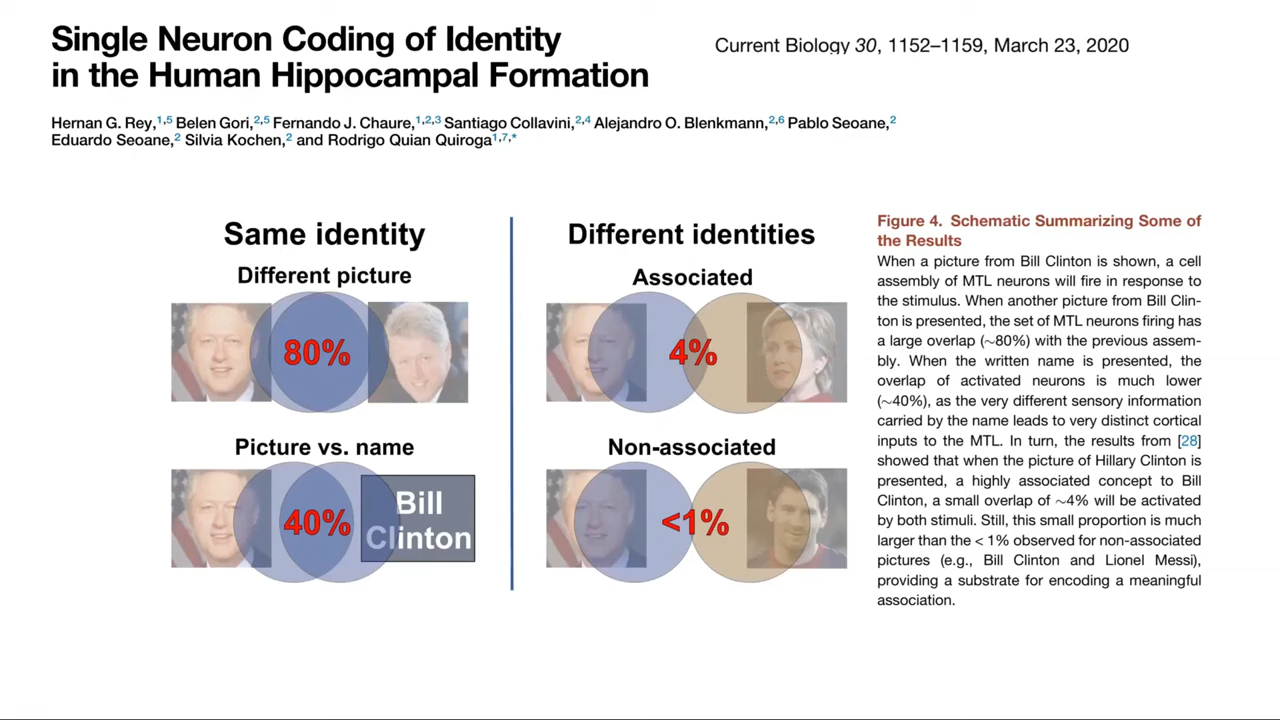 Single Neuron Coding of Identity
in the Human Hippocampal Formation
Current Biology 30, 1152–1159, March 23, 2020
Hernan G. Rey,1,5 Belen Gori,2,5 Fernando J. Chaure,1,2,3 Santiago Collavini,2,4 Alejandro O. Blenkmann,2,6 Pablo Seoane,2
Eduardo Seoane,2 Silvia Kochen,2 and Rodrigo Quian Quiroga1,7,*
Same identity
Different picture
80%
Picture vs. name
40%
Bill
Clinton
Different identities
Associated
4%
Non-associated
<1%
Figure 4. Schematic Summarizing Some of
the Results
When a picture from Bill Clinton is shown, a cell
assembly of MTL neurons will fire in response to
the stimulus. When another picture from Bill Clin-
ton is presented, the set of MTL neurons firing has
a large overlap (~80%) with the previous assem-
bly. When the written name is presented, the
overlap of activated neurons is much lower
(~40%), as the very different sensory information
carried by the name leads to very distinct cortical
inputs to the MTL. In turn, the results from [28]
showed that when the picture of Hillary Clinton is
presented, a highly associated concept to Bill
Clinton, a small overlap of ~4% will be activated
by both stimuli. Still, this small proportion is much
larger than the < 1% observed for non-associated
pictures (e.g., Bill Clinton and Lionel Messi),
providing a substrate for encoding a meaningful
association.